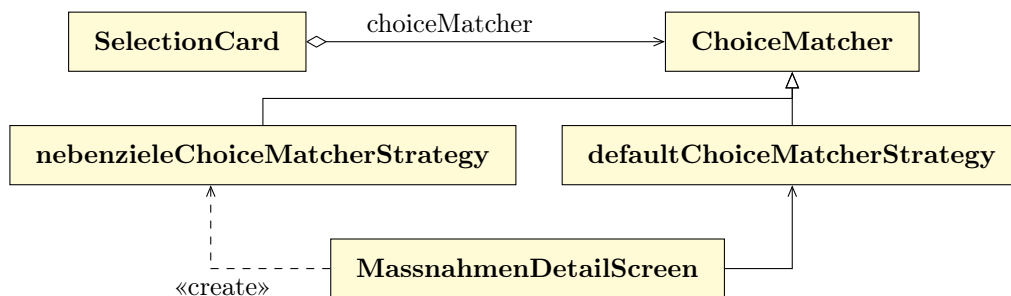 SelectionCard
choiceMatcher
ChoiceMatcher
nebenzieleChoiceMatcherStrategy
defaultChoiceMatcherStrategy
MassnahmenDetailScreen
«create»